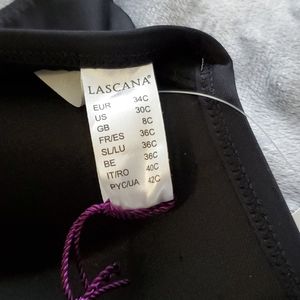 LASCANA®
EUR 34C
US 30C
GB 8C
FR/ES 36C
SL/LU 36C
BE 36C
IT/RO 40C
PYC/UA 42C